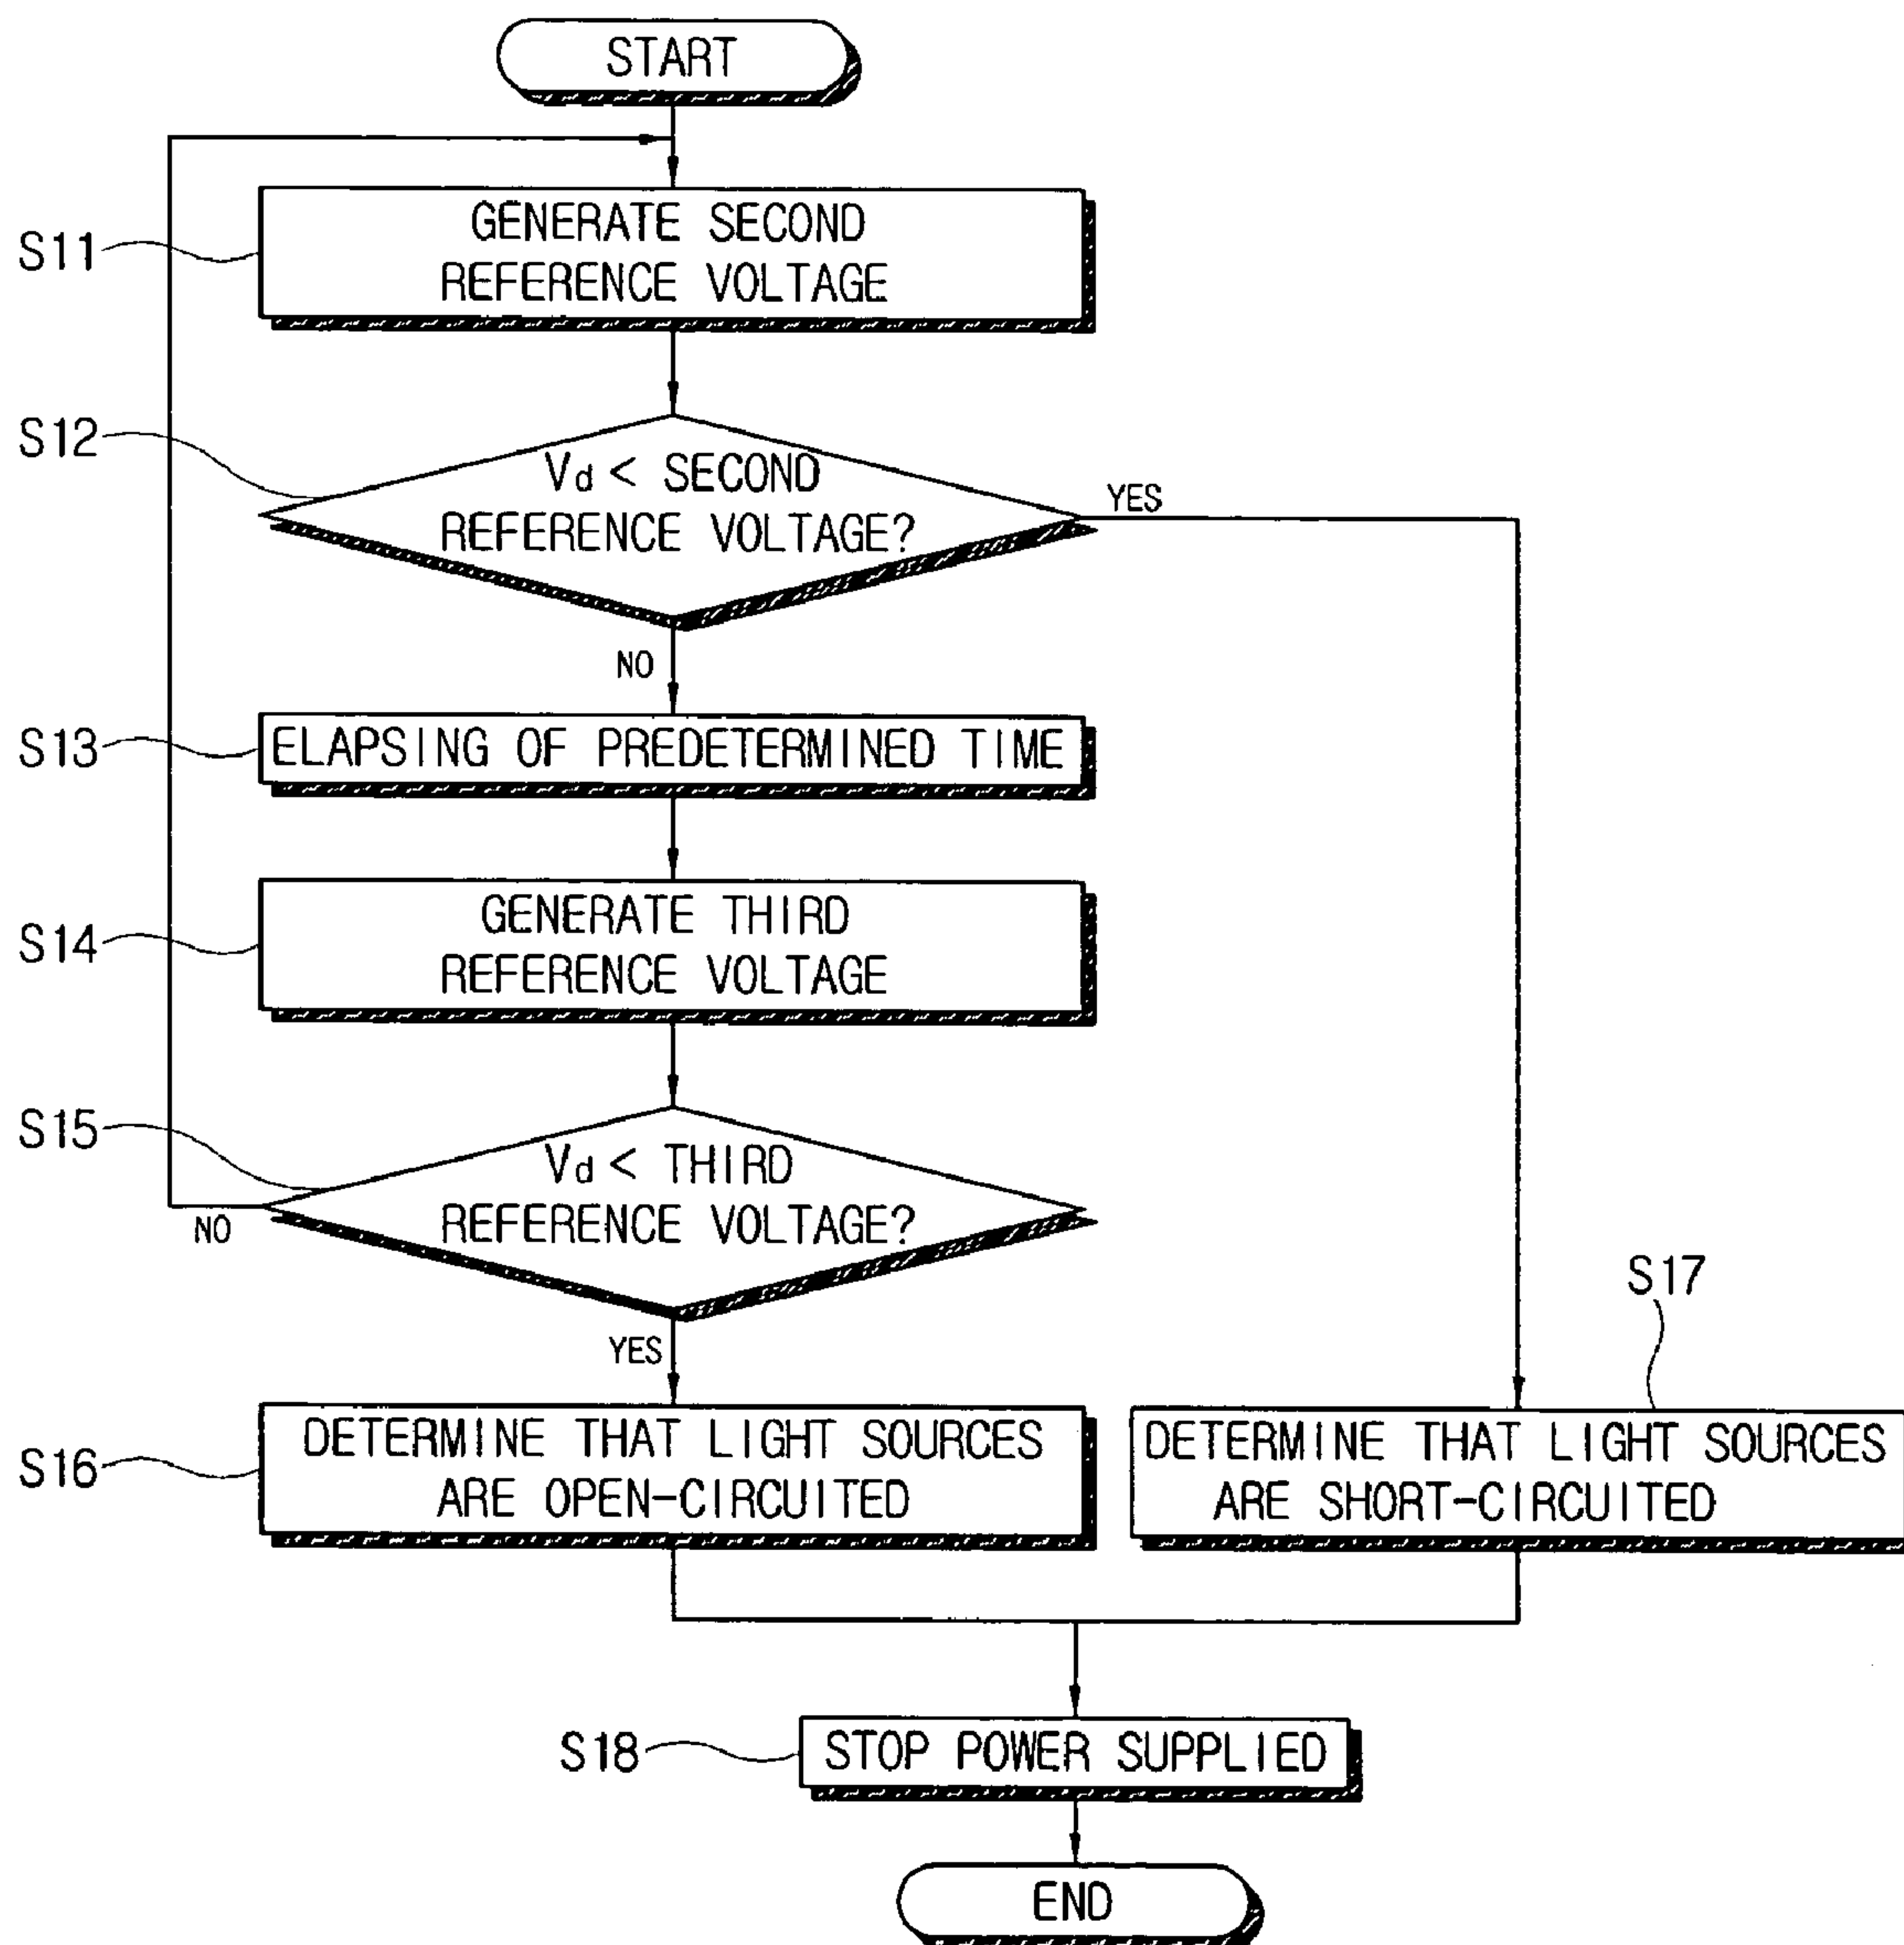 START
S11
GENERATE SECOND
REFERENCE VOLTAGE
S12
Vd < SECOND
REFERENCE VOLTAGE?
YES
NO
S13
ELAPSING OF PREDETERMINED TIME
S14
GENERATE THIRD
REFERENCE VOLTAGE
S15
Vd < THIRD
REFERENCE VOLTAGE?
NO
YES
S16
DETERMINE THAT LIGHT SOURCES
ARE OPEN-CIRCUITED
S17
DETERMINE THAT LIGHT SOURCES
ARE SHORT-CIRCUITED
S18
STOP POWER SUPPLIED
END